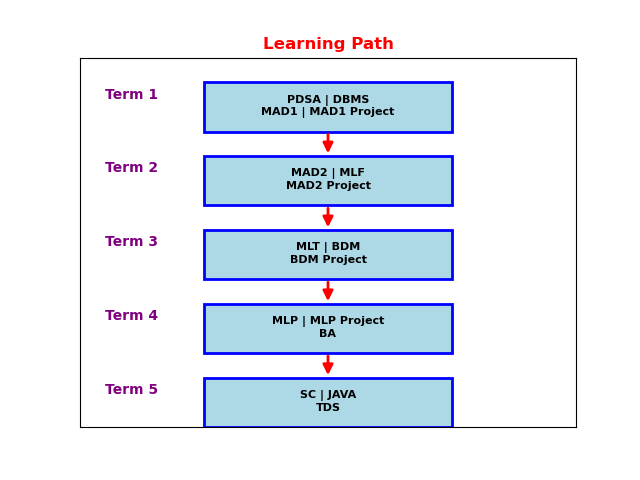 Learning Path
Term 1
PDSA | DBMS
MAD1 | MAD1 Project
Term 2
MAD2 | MLF
MAD2 Project
Term 3
MLT | BDM
BDM Project
Term 4
MLP | MLP Project
BA
Term 5
SC | JAVA
TDS